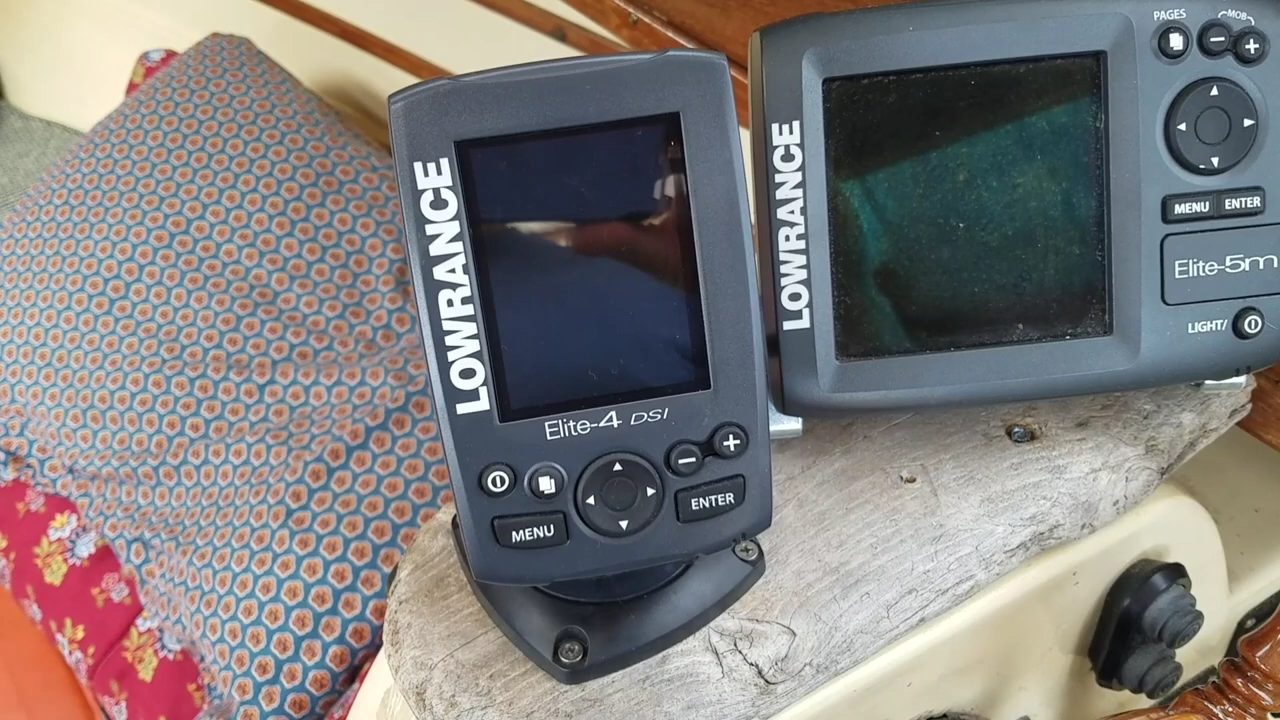 LOWRANCE
Elite-4 DSI
MENU
ENTER
LOWRANCE
PAGES
MOB
MENU
ENTER
Elite-5m
LIGHT/